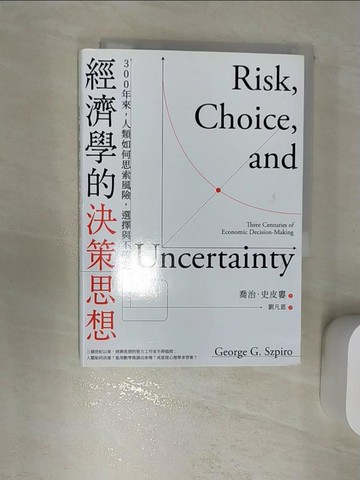 經濟學的決策思想
300年來,人類如何思索風險,選擇與不
Risk,
Choice,
and
Uncertainty
Three Centuries of
Economic Decision-Making
喬治.史皮婁
劉凡恩
George G. Szpiro